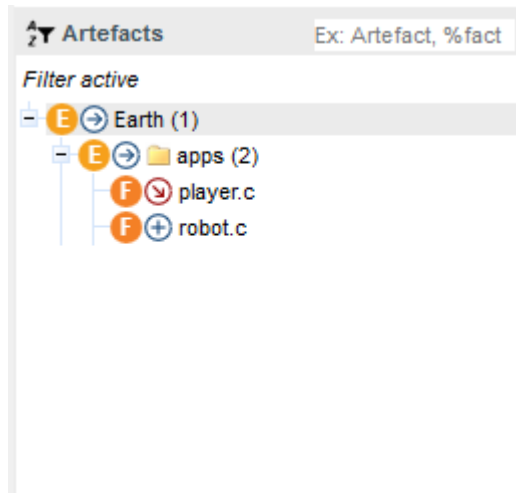 A Z Artefacts Ex: Artefact, %fact
Filter active
E Earth (1)
E apps (2)
F player.c
F robot.c